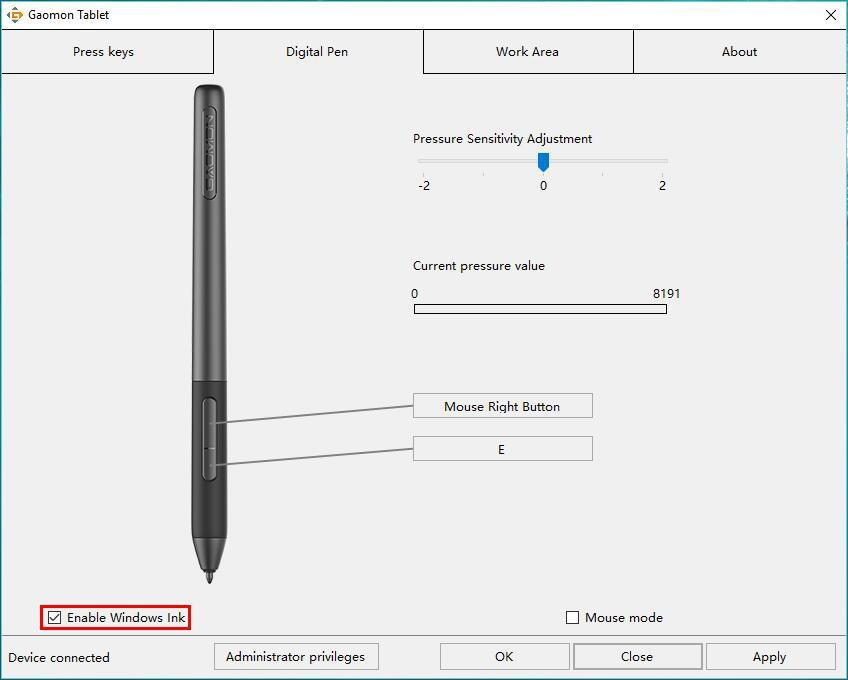 Gaomon Tablet
Press keys
Digital Pen
Work Area
About
GAOMON
Pressure Sensitivity Adjustment
-2
0
2
Current pressure value
0
8191
Mouse Right Button
E
Enable Windows Ink
Mouse mode
Device connected
Administrator privileges
OK
Close
Apply